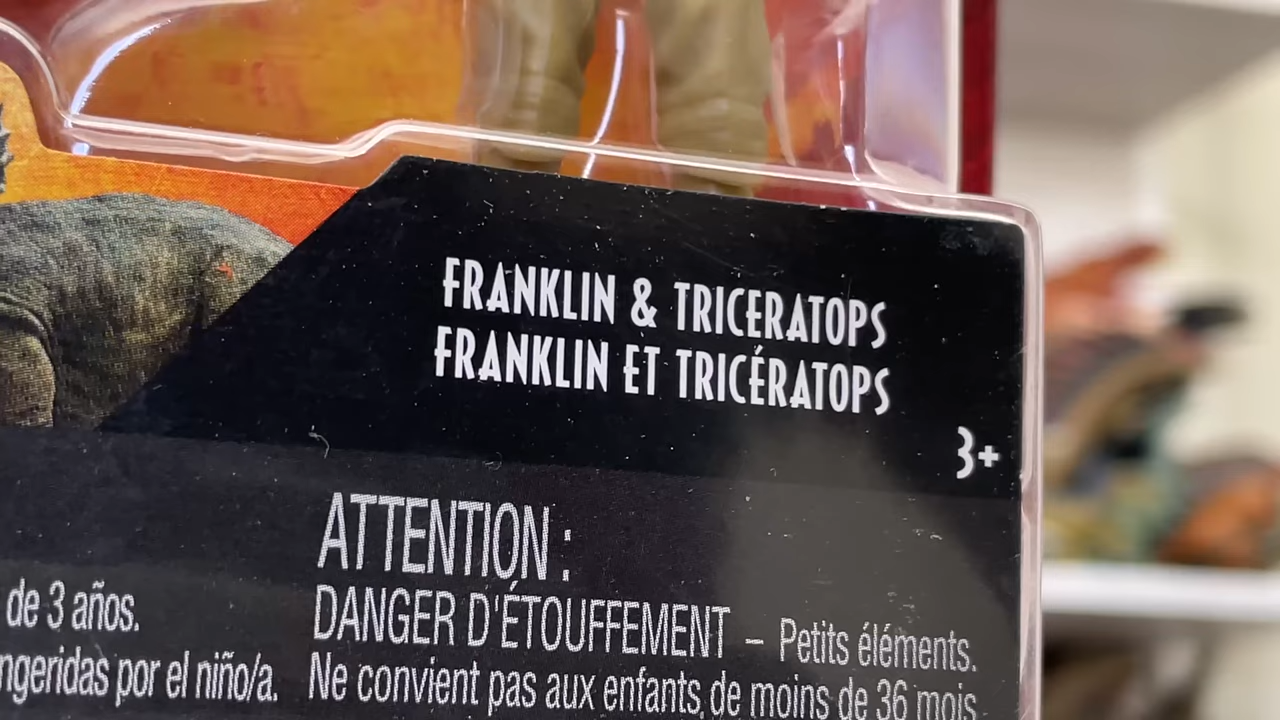 FRANKLIN & TRICERATOPS
FRANKLIN ET TRICÉRATOPS
3+
ATTENTION :
DANGER D'ÉTOUFFEMENT – Petits éléments.
Ne convient pas aux enfants de moins de 36 mois.
de 3 años.
ngeridas por el niño/a.